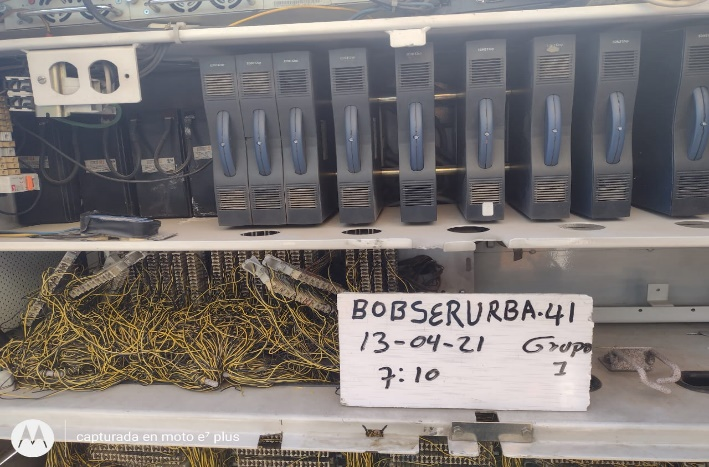 BOBSERURBA.41
13-04-21 Grupo
7:10 1
capturada en moto e⁷ plus